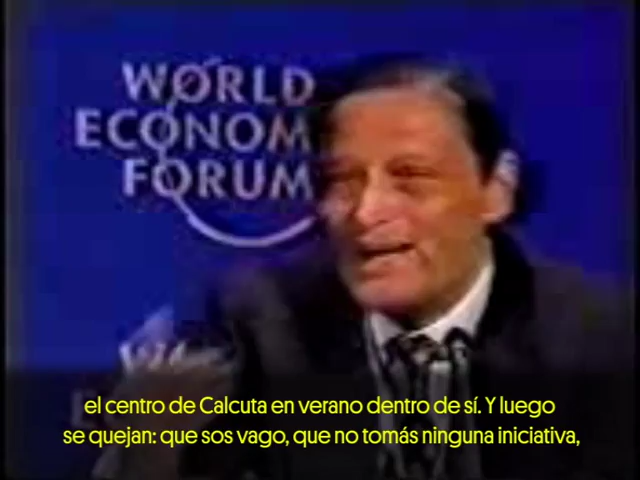 WORLD
ECONOM
FORUM
el centro de Calcuta en verano dentro de sí. Y luego
se quejan: que sos vago, que no tomás ninguna iniciativa,